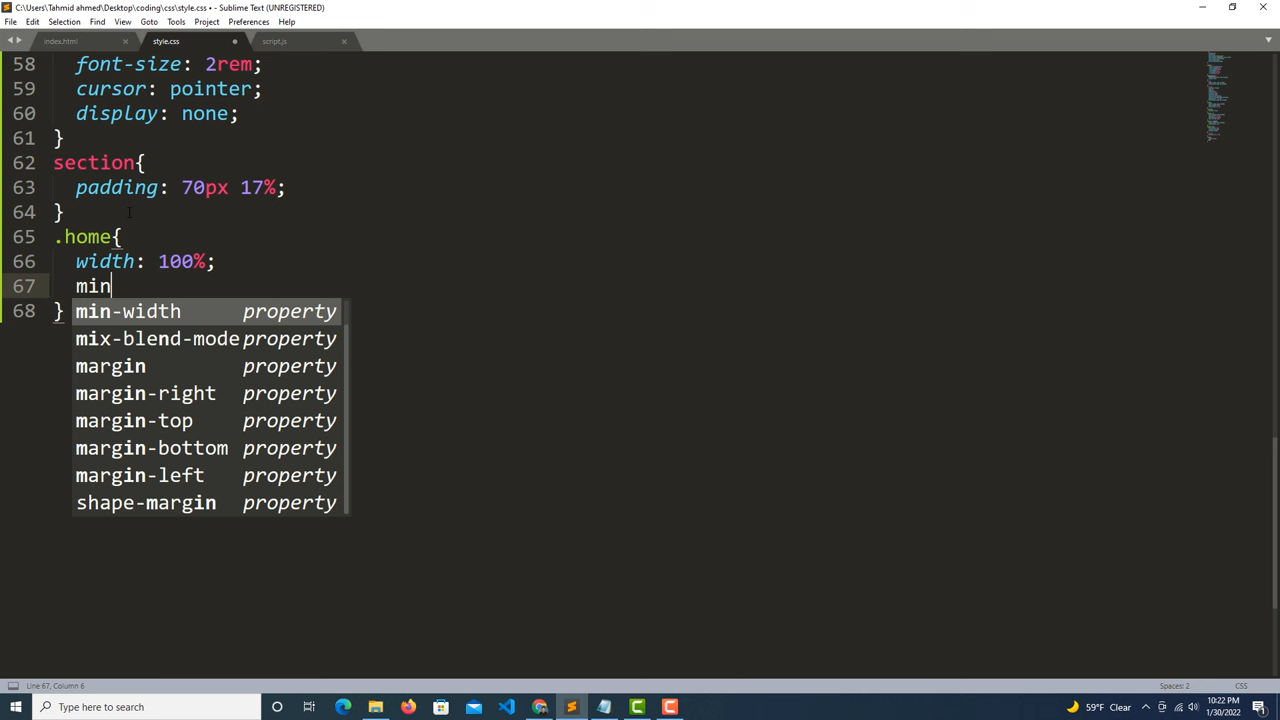 C:\Users\Tahmid ahmed\Desktop\coding\css\style.css • - Sublime Text (UNREGISTERED)
File Edit Selection Find View Goto Tools Project Preferences Help
index.html style.css script.js
58 font-size: 2rem;
59 cursor: pointer;
60 display: none;
61 }
62 section{
63 padding: 70px 17%;
64 }
65 .home{
66 width: 100%;
67 min
68 }
min-width property
mix-blend-mode property
margin property
margin-right property
margin-top property
margin-bottom property
margin-left property
shape-margin property
Line 67, Column 6 Spaces: 2 CSS
Type here to search
59°F Clear
10:22 PM
1/30/2022